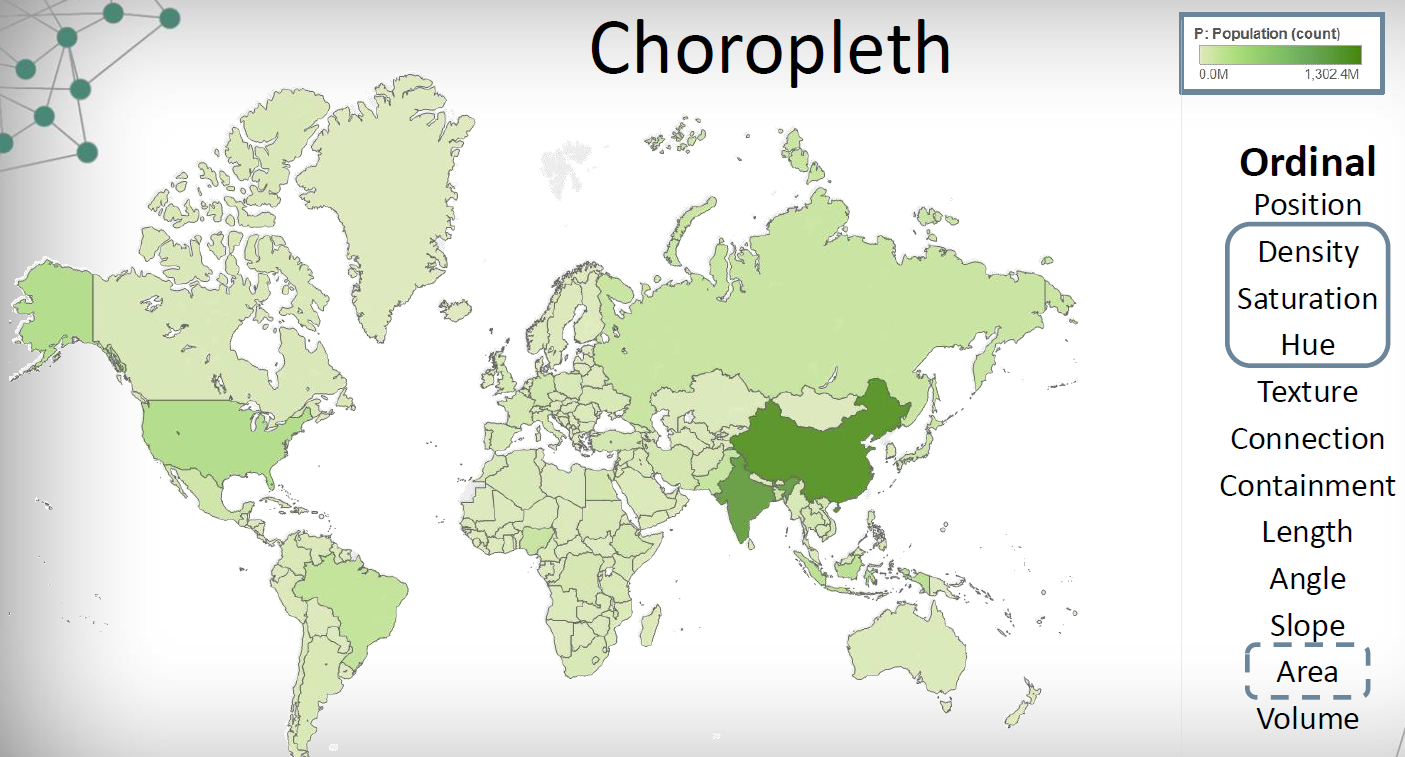 Choropleth
P: Population (count)
0.0M 1,302.4M
Ordinal
Position
Density
Saturation
Hue
Texture
Connection
Containment
Length
Angle
Slope
Area
Volume